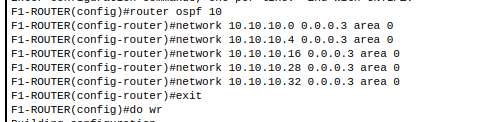 F1-ROUTER(config)#router ospf 10
F1-ROUTER(config-router)#network 10.10.10.0 0.0.0.3 area 0
F1-ROUTER(config-router)#network 10.10.10.4 0.0.0.3 area 0
F1-ROUTER(config-router)#network 10.10.10.16 0.0.0.3 area 0
F1-ROUTER(config-router)#network 10.10.10.28 0.0.0.3 area 0
F1-ROUTER(config-router)#network 10.10.10.32 0.0.0.3 area 0
F1-ROUTER(config-router)#exit
F1-ROUTER(config)#do wr
Building configuration